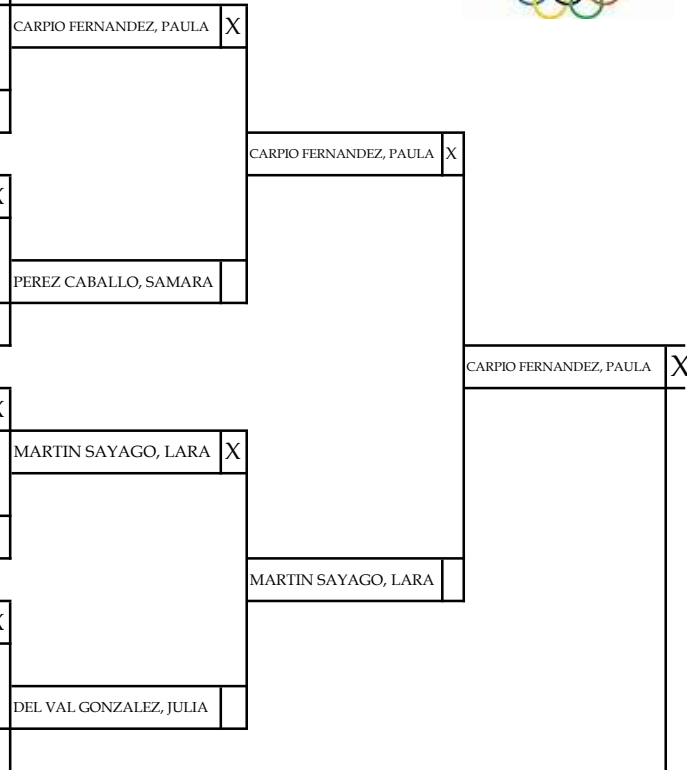 CARPIO FERNANDEZ, PAULA X
CARPIO FERNANDEZ, PAULA X
X
PEREZ CABALLO, SAMARA
CARPIO FERNANDEZ, PAULA X
X
MARTIN SAYAGO, LARA X
MARTIN SAYAGO, LARA
X
DEL VAL GONZALEZ, JULIA